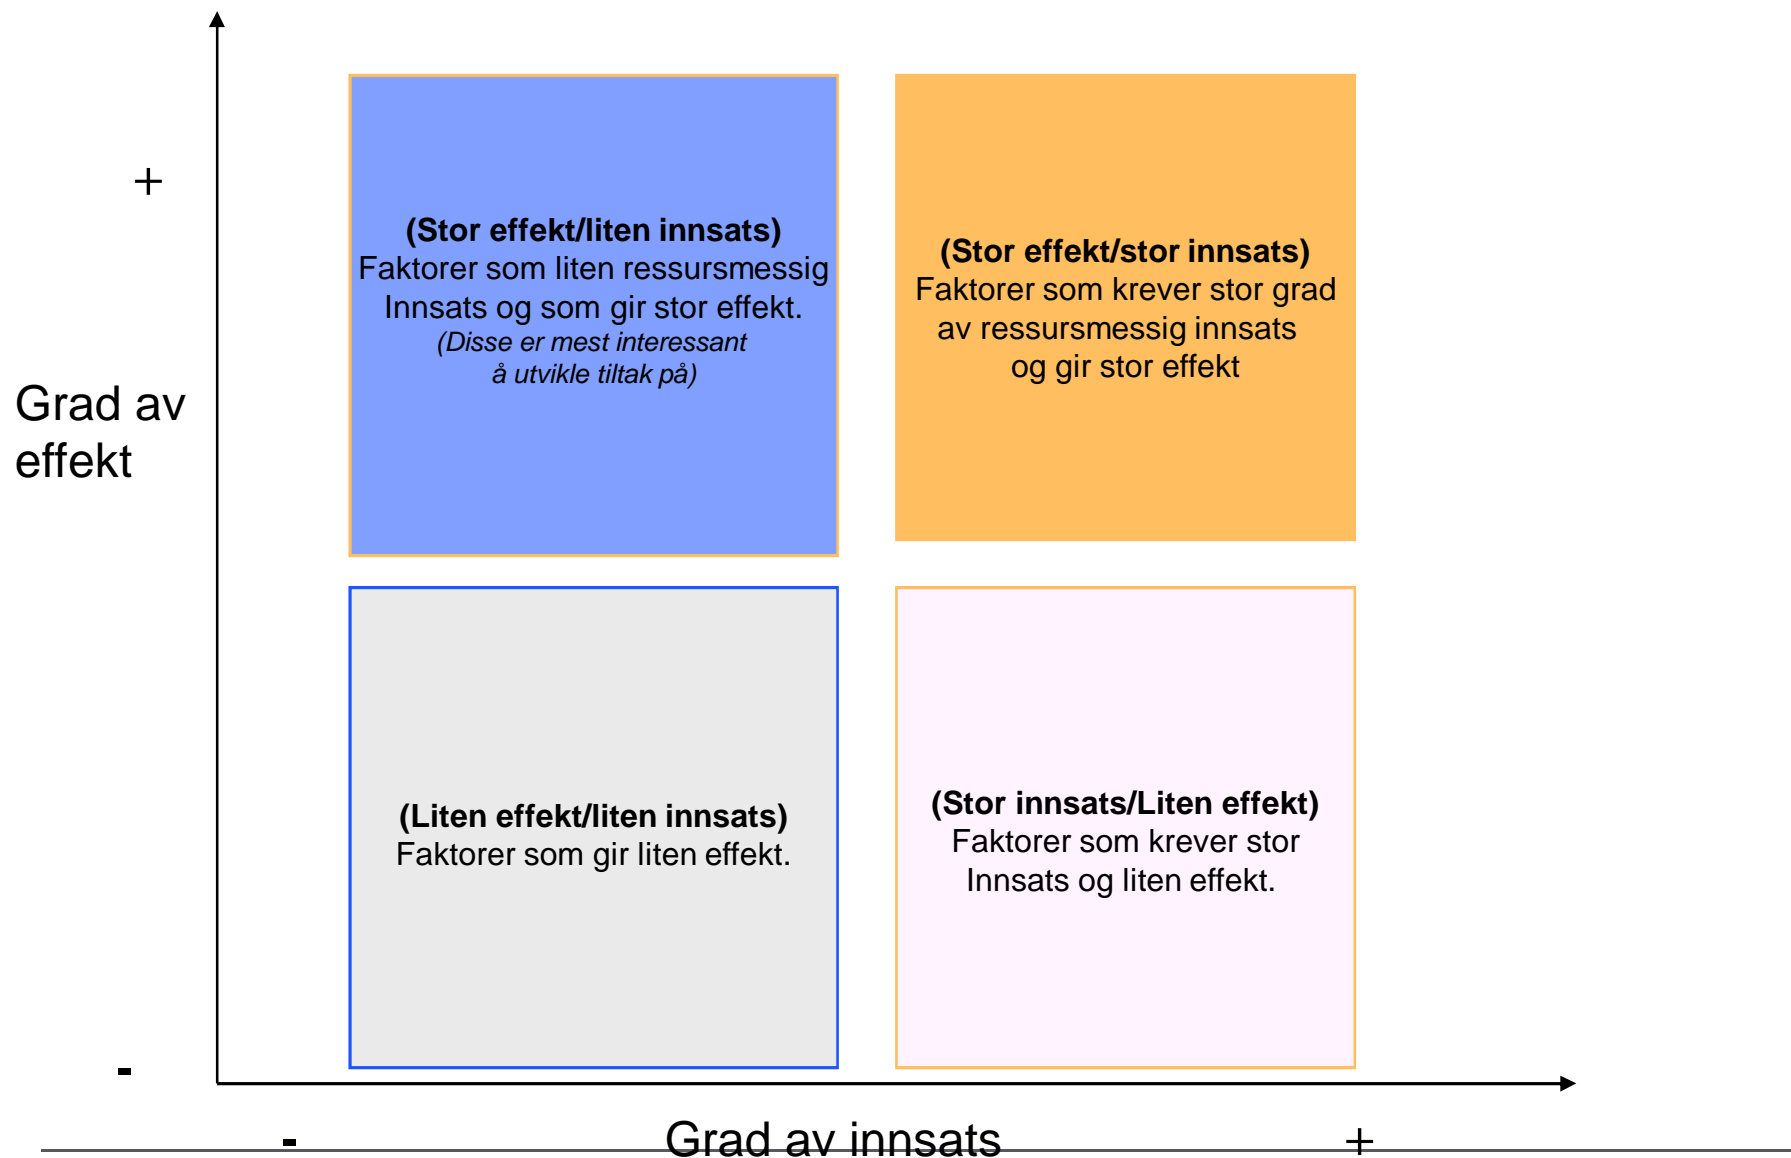 +
(Stor effekt/liten innsats)
Faktorer som liten ressursmessig
Innsats og som gir stor effekt.
(Disse er mest interessant
å utvikle tiltak på)
(Stor effekt/stor innsats)
Faktorer som krever stor grad
av ressursmessig innsats
og gir stor effekt
Grad av
effekt
(Liten effekt/liten innsats)
Faktorer som gir liten effekt.
(Stor innsats/Liten effekt)
Faktorer som krever stor
Innsats og liten effekt.
-
-
Grad av innsats
+